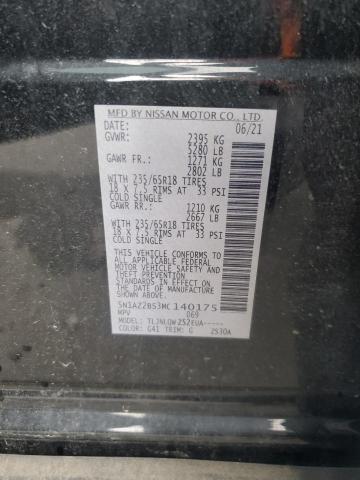 MFD BY NISSAN MOTOR CO., LTD.
DATE: 06/21
GVWR: 2395 KG
5280 LB
GAWR FR.: 1271 KG
2802 LB
WITH 235/65R18 TIRES
18 X 7.5 RIMS AT 33 PSI
COLD SINGLE
GAWR RR.: 1210 KG
2667 LB
WITH 235/65R18 TIRES
18 X 7.5 RIMS AT 33 PSI
COLD SINGLE
THIS VEHICLE CONFORMS TO
ALL APPLICABLE FEDERAL
MOTOR VEHICLE SAFETY AND
THEFT PREVENTION
STANDARDS IN EFFECT ON
THE DATE OF MANUFACTURE
SHOWN ABOVE.
5N1AZ2BS3MC140175
MPV 069
MODEL: TLJNLQW Z52EUA-----
COLOR: G41 TRIM: G 2530A